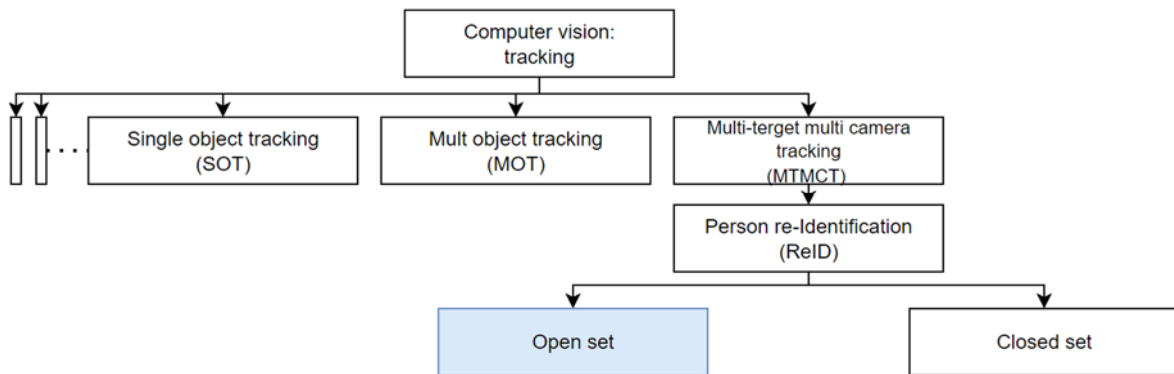 Computer vision:
tracking
Single object tracking
(SOT)
Mult object tracking
(MOT)
Multi-terget multi camera
tracking
(MTMCT)
Person re-Identification
(ReID)
Open set
Closed set